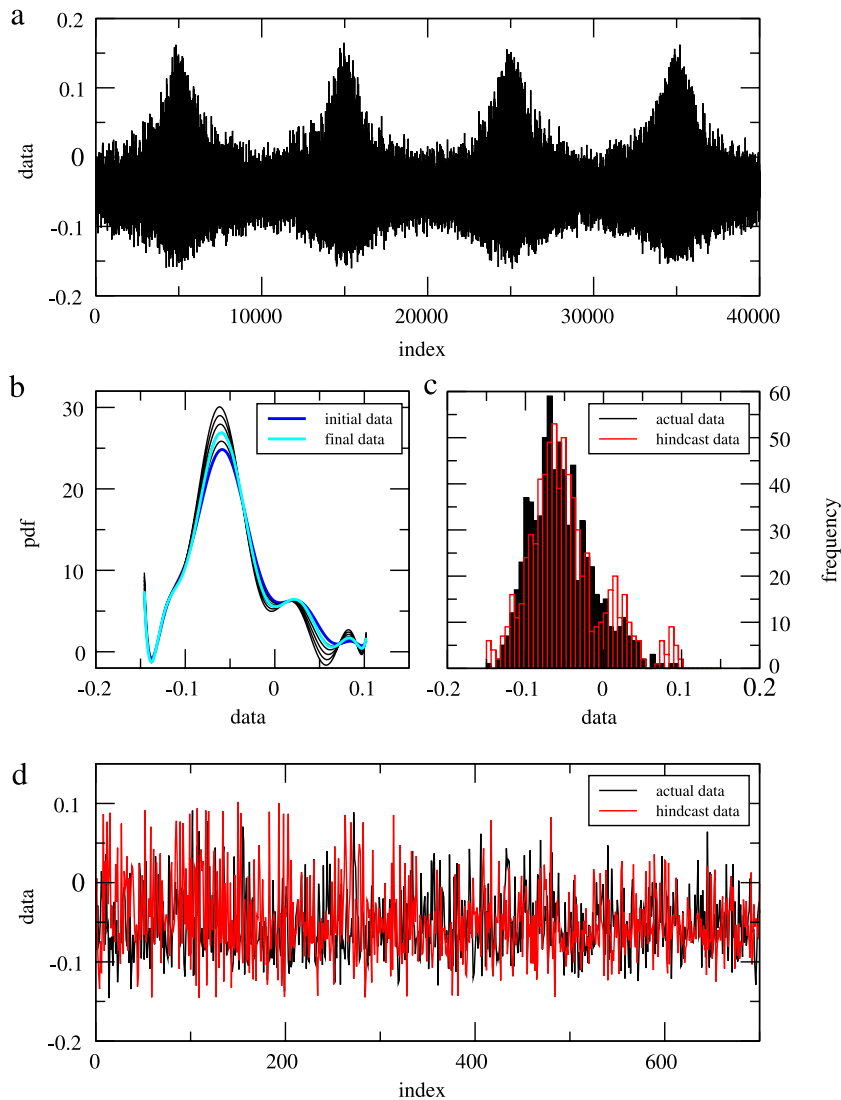 a
0.2
0.1
0
-0.1
-0.2
data
0 10000 20000 30000 40000
index
b
30
20
10
0
pdf
initial data
final data
-0.2 -0.1 0 0.1
data
c
60
50
40
30
20
10
0
frequency
actual data
hindcast data
-0.2 -0.1 0 0.1 0.2
data
d
0.1
0
-0.1
-0.2
data
actual data
hindcast data
0 200 400 600
index